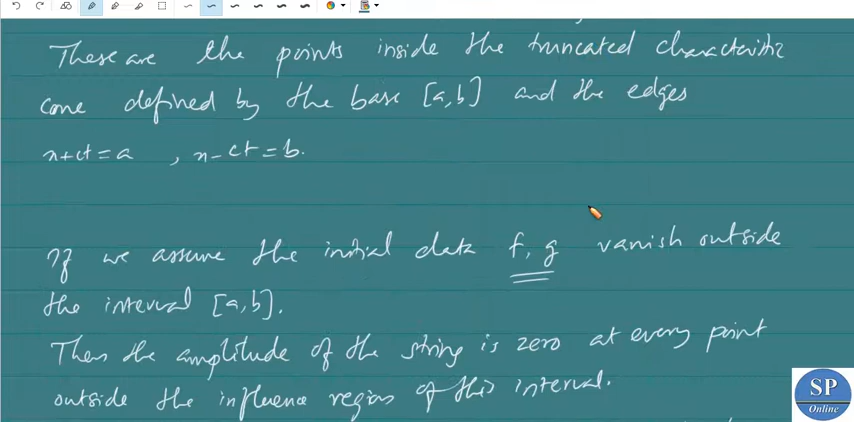 These are the points inside the truncated characteristic
cone defined by the base [a,b] and the edges
x+ct=a , x-ct=b.
If we assume the initial data f, g vanish outside
the interval [a,b].
Then the amplitude of the string is zero at every point
outside the influence region of this interval.
SP
Online